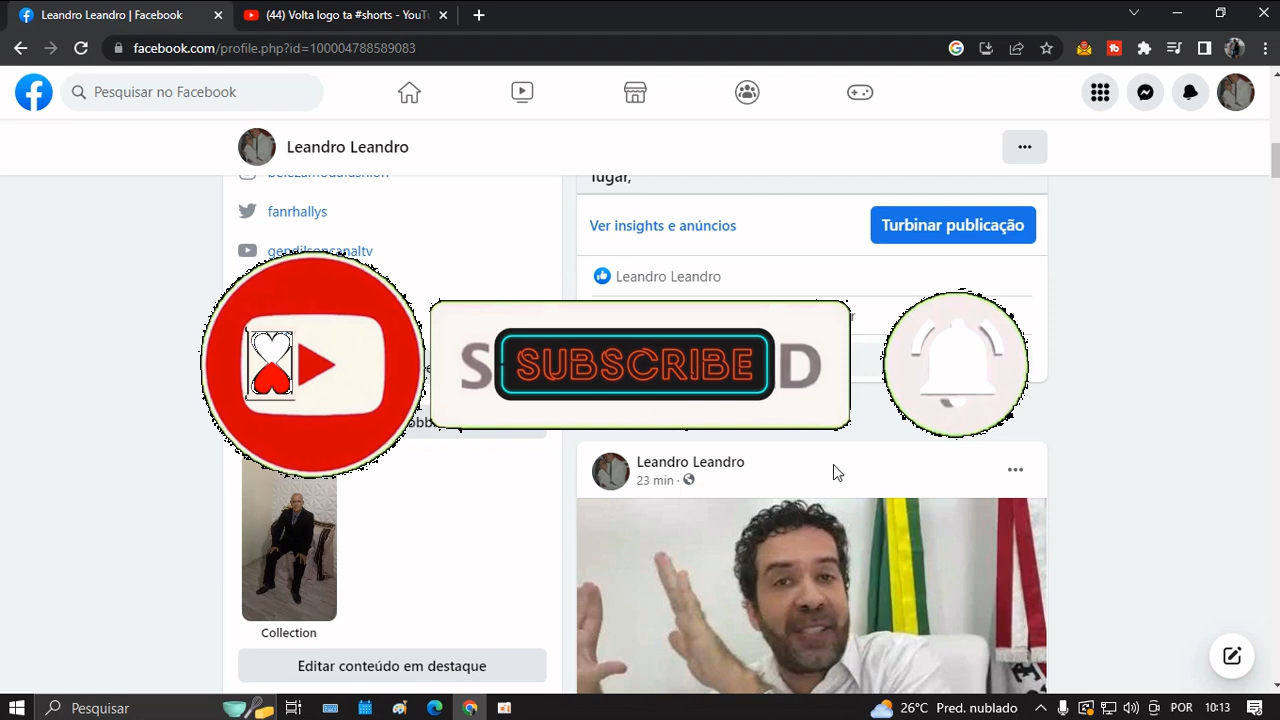 Leandro Leandro | Facebook
(44) Volta logo ta #shorts - YouTu
facebook.com/profile.php?id=100004788589083
Pesquisar no Facebook
Leandro Leandro
lugar,
fanrhallys
Ver insights e anúncios
Turbinar publicação
gendilsoncanaltv
Leandro Leandro
SUBSCRIBE
Leandro Leandro
23 min
Collection
Editar conteúdo em destaque
Pesquisar
26°C Pred. nublado
POR
10:13